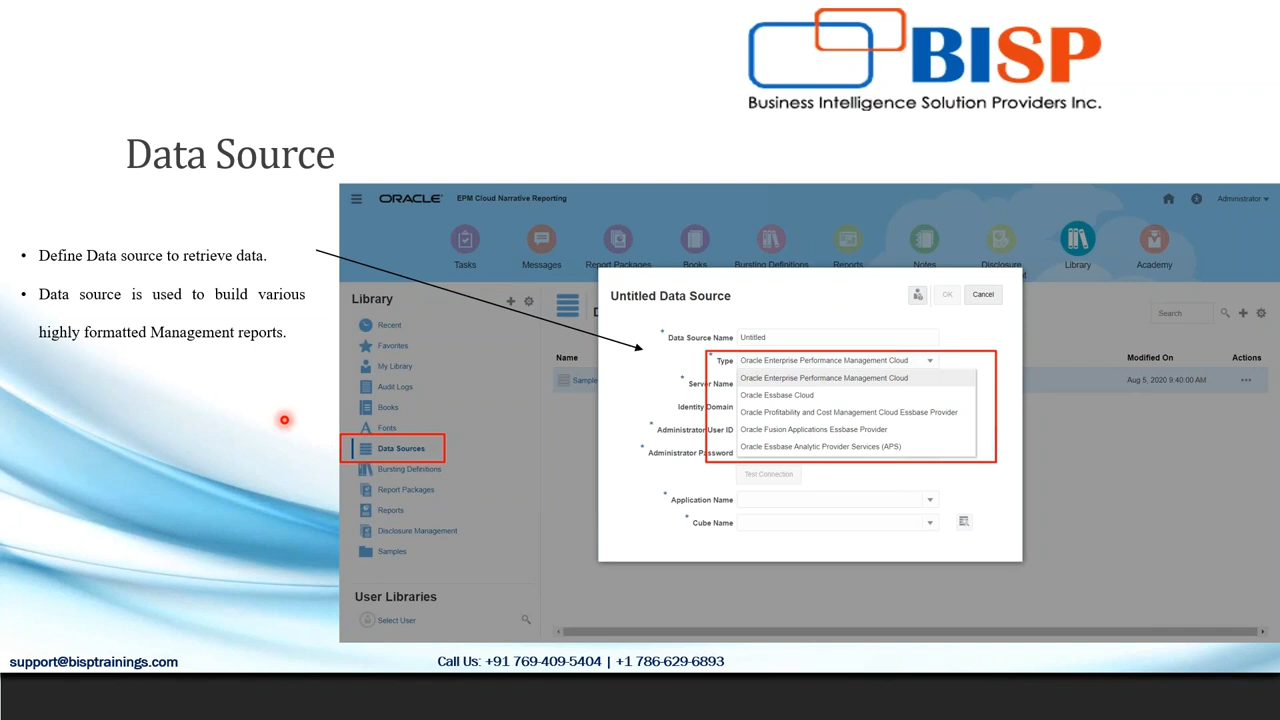 BISP
Business Intelligence Solution Providers Inc.
Data Source
• Define Data source to retrieve data.
• Data source is used to build various
highly formatted Management reports.
ORACLE
EPM Cloud Narrative Reporting
Administrator
Tasks
Messages
Report Packages
Books
Bursting Definitions
Reports
Notes
Disclosure
Library
Academy
Library
Recent
Favorites
My Library
Audit Logs
Books
Fonts
Data Sources
Bursting Definitions
Report Packages
Reports
Disclosure Management
Samples
User Libraries
Select User
Search
Name
Modified On
Actions
Sample
Aug 5, 2020 9:40:00 AM
Untitled Data Source
OK
Cancel
* Data Source Name Untitled
* Type Oracle Enterprise Performance Management Cloud
Oracle Enterprise Performance Management Cloud
Oracle Essbase Cloud
Oracle Profitability and Cost Management Cloud Essbase Provider
Oracle Fusion Applications Essbase Provider
Oracle Essbase Analytic Provider Services (APS)
* Server Name
Identity Domain
* Administrator User ID
* Administrator Password
Test Connection
* Application Name
* Cube Name
support@bisptrainings.com
Call Us: +91 769-409-5404 | +1 786-629-6893